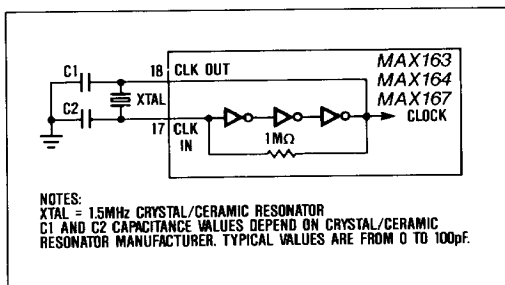 MAX163
MAX164
MAX167
C1
18 CLK OUT
XTAL
C2
17 CLK IN
1MΩ
CLOCK
NOTES:
XTAL = 1.5MHz CRYSTAL/CERAMIC RESONATOR
C1 AND C2 CAPACITANCE VALUES DEPEND ON CRYSTAL/CERAMIC
RESONATOR MANUFACTURER. TYPICAL VALUES ARE FROM 0 TO 100pF.